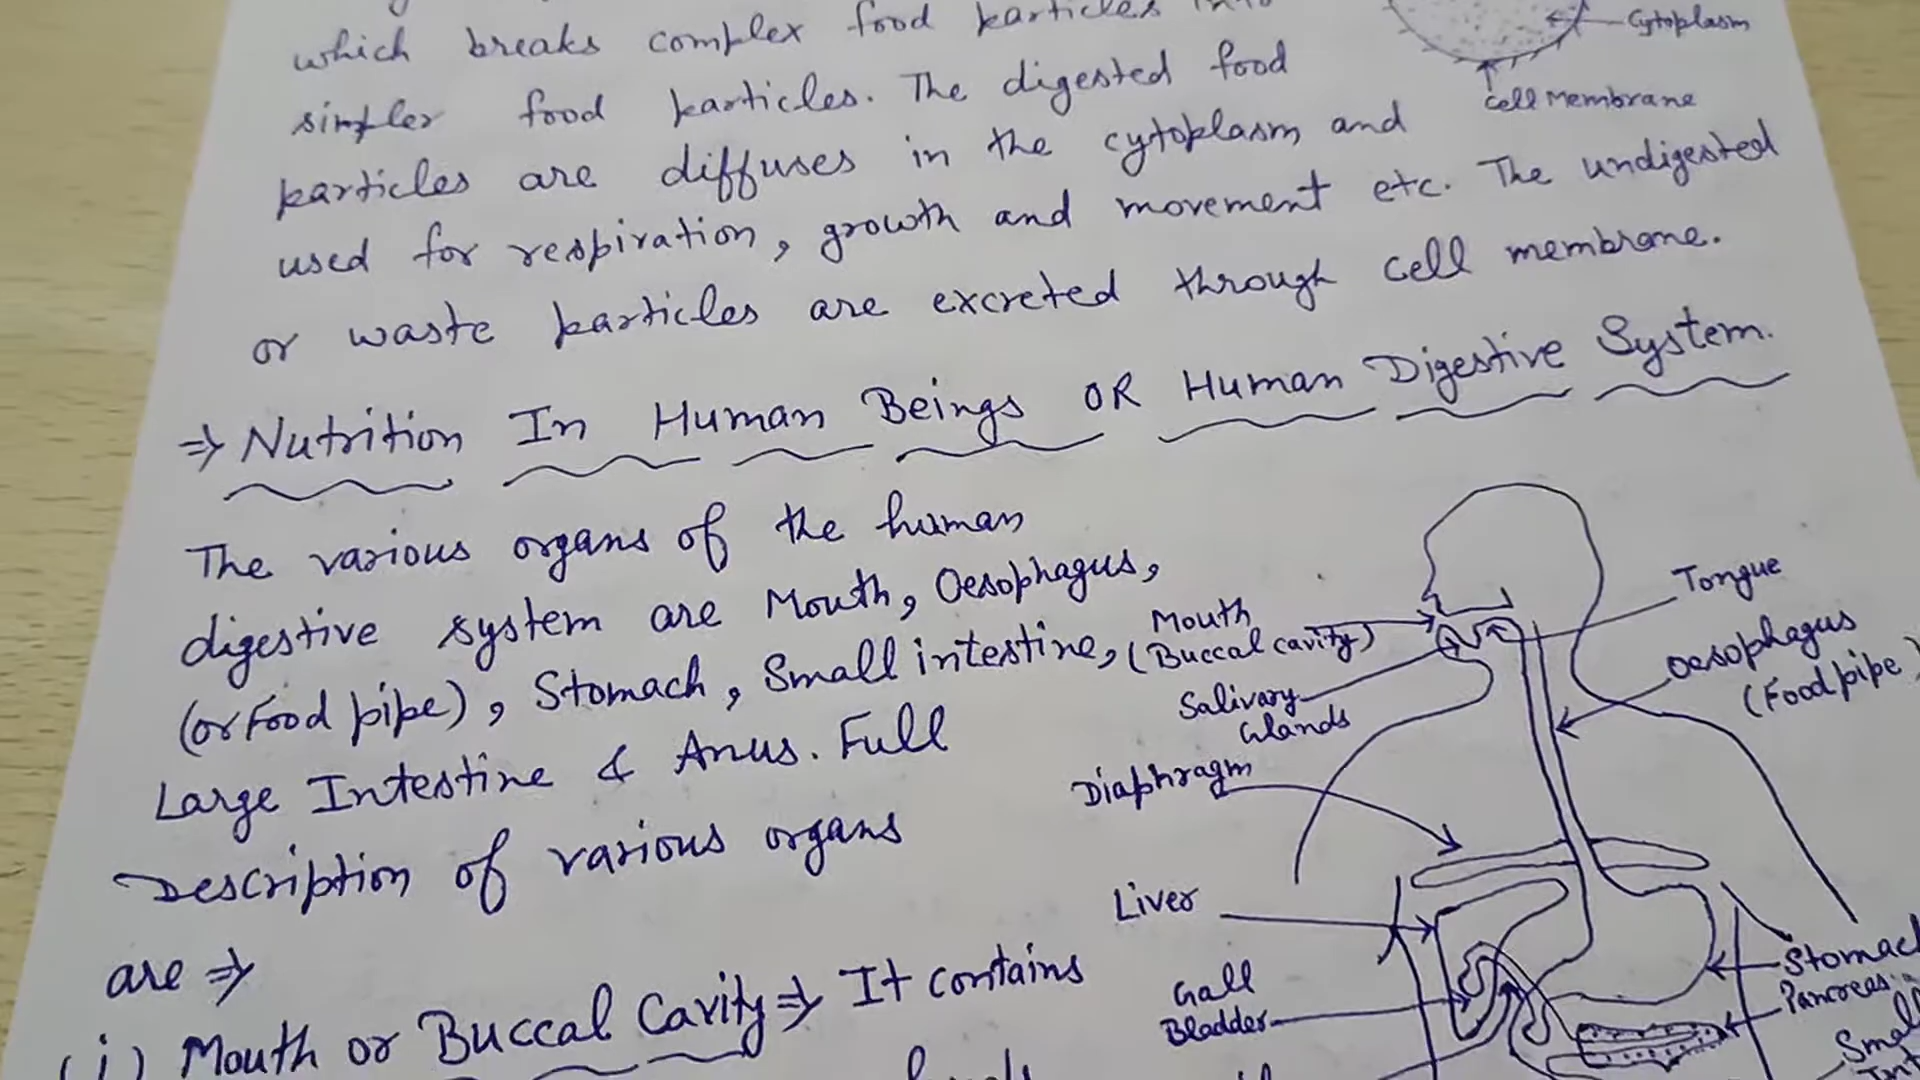 which breaks complex food particles into
simpler food particles. The digested food
particles are diffuses in the cytoplasm and
used for respiration, growth and movement etc. The undigested
or waste particles are excreted through cell membrane.
Cytoplasm
Cell Membrane
⇒ Nutrition In Human Beings OR Human Digestive System.
The various organs of the human
digestive system are Mouth, Oesophagus,
(or Food pipe), Stomach, Small intestine,
Large Intestine & Anus. Full
Description of various organs
are ⇒
(i) Mouth or Buccal Cavity ⇒ It contains
Mouth
(Buccal cavity)
Salivary
Glands
Diaphragm
Liver
Gall
Bladder
Tongue
Oesophagus
(Food pipe)
Stomach
Pancreas
Small